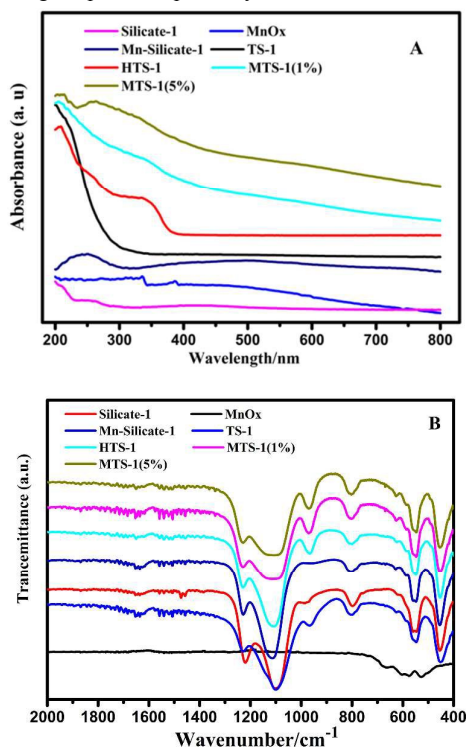 Silicate-1 MnOx
Mn-Silicate-1 TS-1 A
HTS-1 MTS-1(1%)
MTS-1(5%)
Absorbance (a. u)
200 300 400 500 600 700 800
Wavelength/nm
Silicate-1 MnOx B
Mn-Silicate-1 TS-1
HTS-1 MTS-1(1%)
MTS-1(5%)
Trancemittance (a.u.)
2000 1800 1600 1400 1200 1000 800 600 400
Wavenumber/cm-1